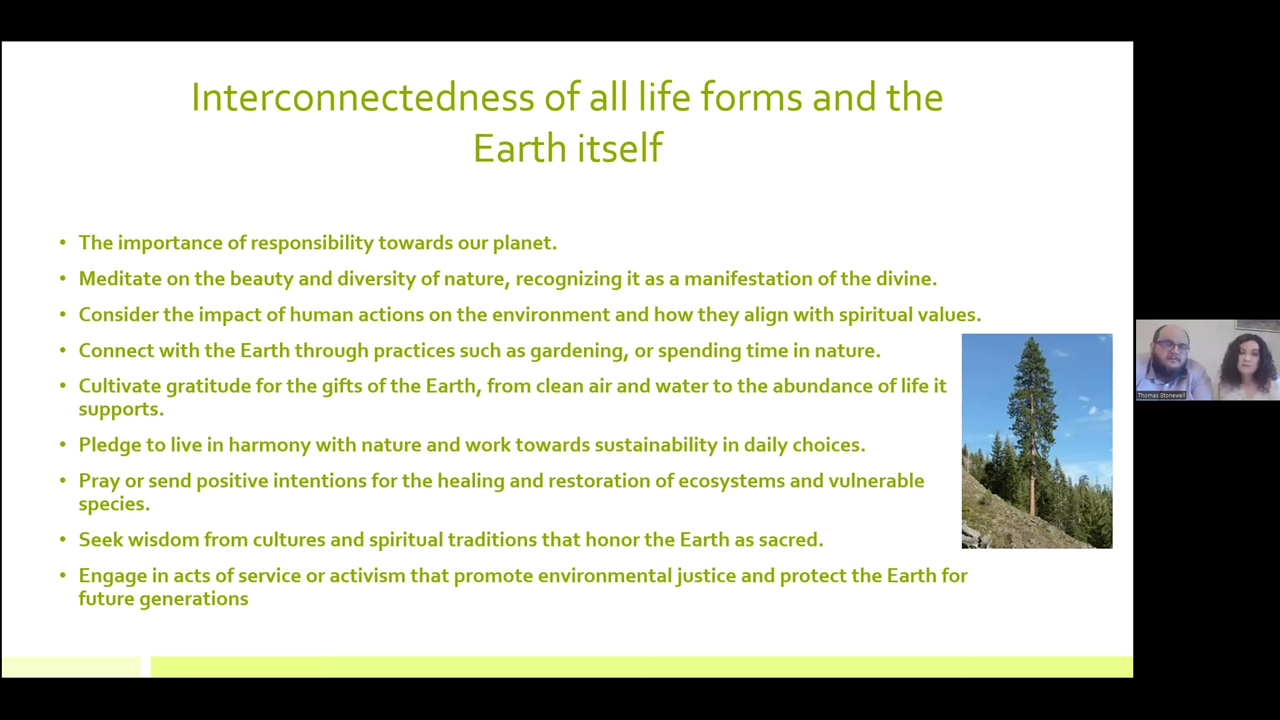 Interconnectedness of all life forms and the
Earth itself
• The importance of responsibility towards our planet.
• Meditate on the beauty and diversity of nature, recognizing it as a manifestation of the divine.
• Consider the impact of human actions on the environment and how they align with spiritual values.
• Connect with the Earth through practices such as gardening, or spending time in nature.
• Cultivate gratitude for the gifts of the Earth, from clean air and water to the abundance of life it
supports.
• Pledge to live in harmony with nature and work towards sustainability in daily choices.
• Pray or send positive intentions for the healing and restoration of ecosystems and vulnerable
species.
• Seek wisdom from cultures and spiritual traditions that honor the Earth as sacred.
• Engage in acts of service or activism that promote environmental justice and protect the Earth for
future generations
Thomas Stonewell